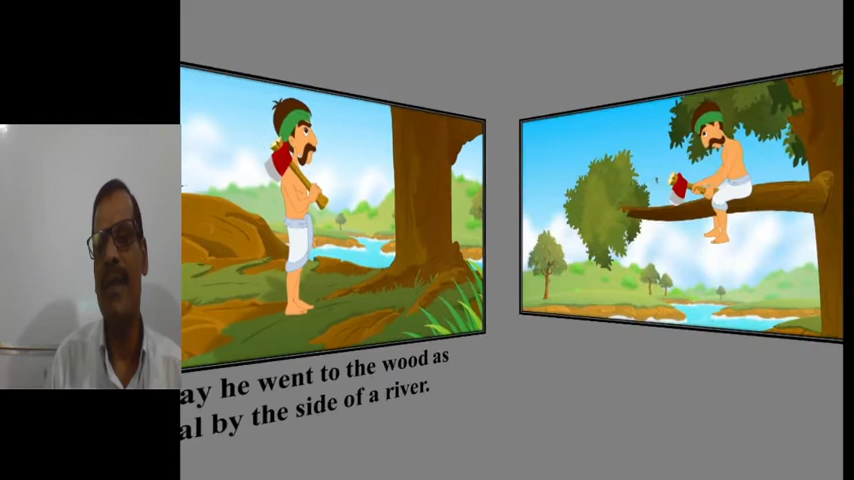 ay he went to the wood as
al by the side of a river.